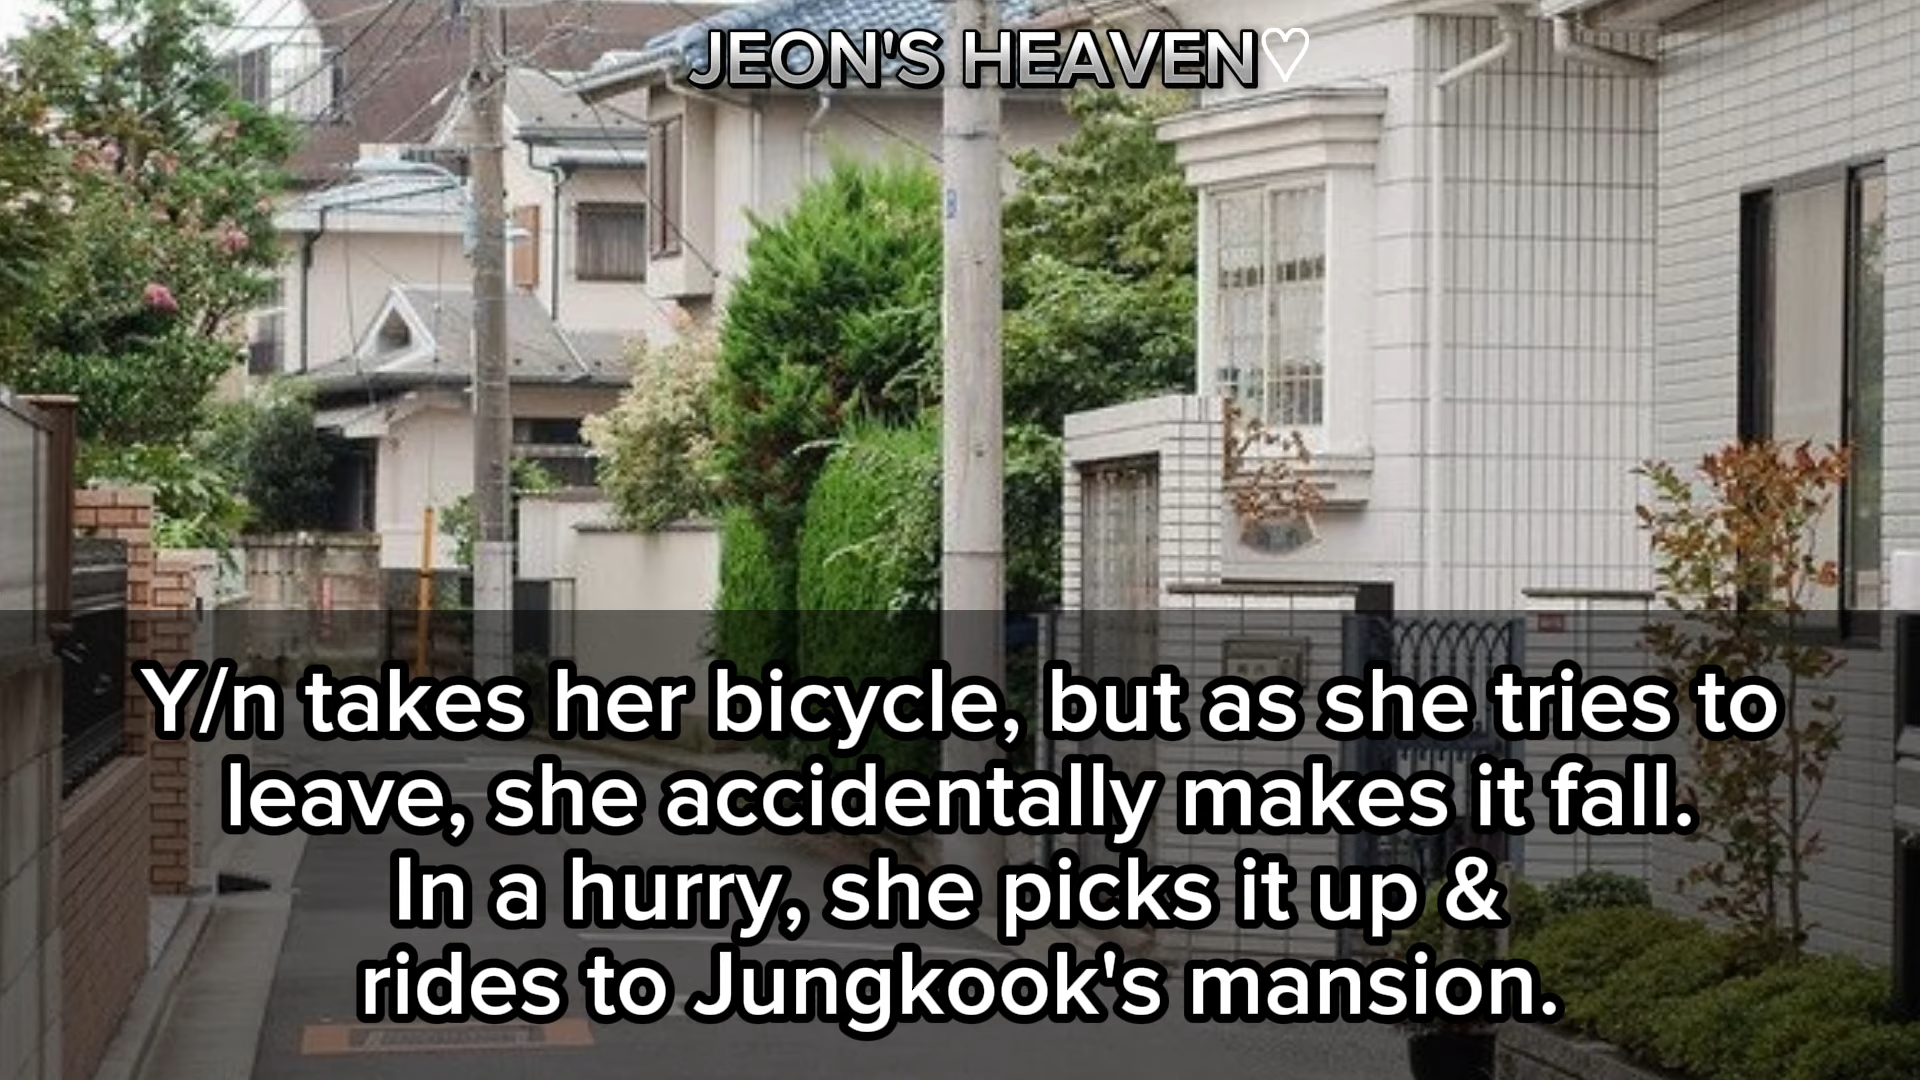 JEON'S HEAVEN♡
Y/n takes her bicycle, but as she tries to
leave, she accidentally makes it fall.
In a hurry, she picks it up &
rides to Jungkook's mansion.